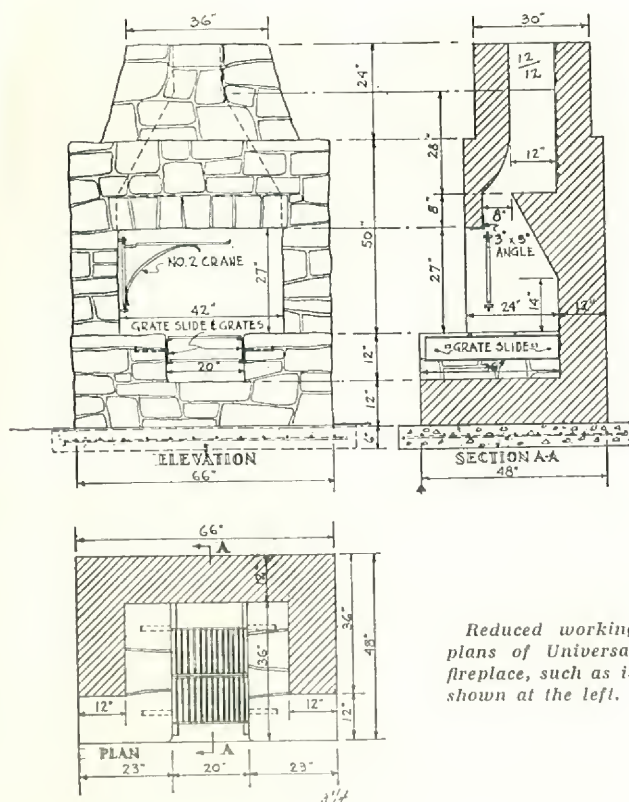 36"
24"
50"
NO. 2 CRANE
27"
42"
GRATE SLIDE & GRATES
20"
12"
12"
6"
ELEVATION
66"
30"
12/12
28"
12"
8"
8"
3" x 3"
ANGLE
27"
24"
14"
12"
GRATE SLIDE
36"
SECTION A-A
48"
66"
A
12"
36"
36"
48"
12"
12"
12"
PLAN
A
23"
20"
23"
Reduced working
plans of Universa
fireplace, such as i
shown at the left.